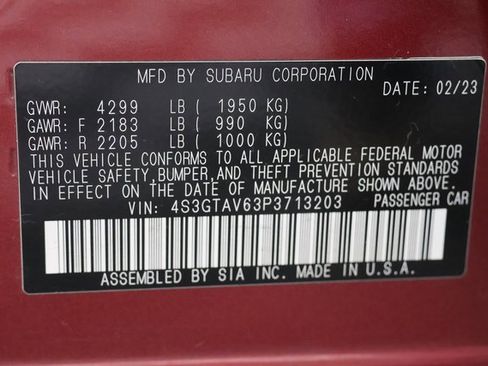 MFD BY SUBARU CORPORATION
DATE: 02/23
GVWR: 4299 LB ( 1950 KG)
GAWR: F 2183 LB ( 990 KG)
GAWR: R 2205 LB ( 1000 KG)
THIS VEHICLE CONFORMS TO ALL APPLICABLE FEDERAL MOTOR
VEHICLE SAFETY, BUMPER, AND THEFT PREVENTION STANDARDS
IN EFFECT ON THE DATE OF MANUFACTURE SHOWN ABOVE.
VIN: 4S3GTAV63P3713203 PASSENGER CAR
ASSEMBLED BY SIA INC. MADE IN U.S.A.